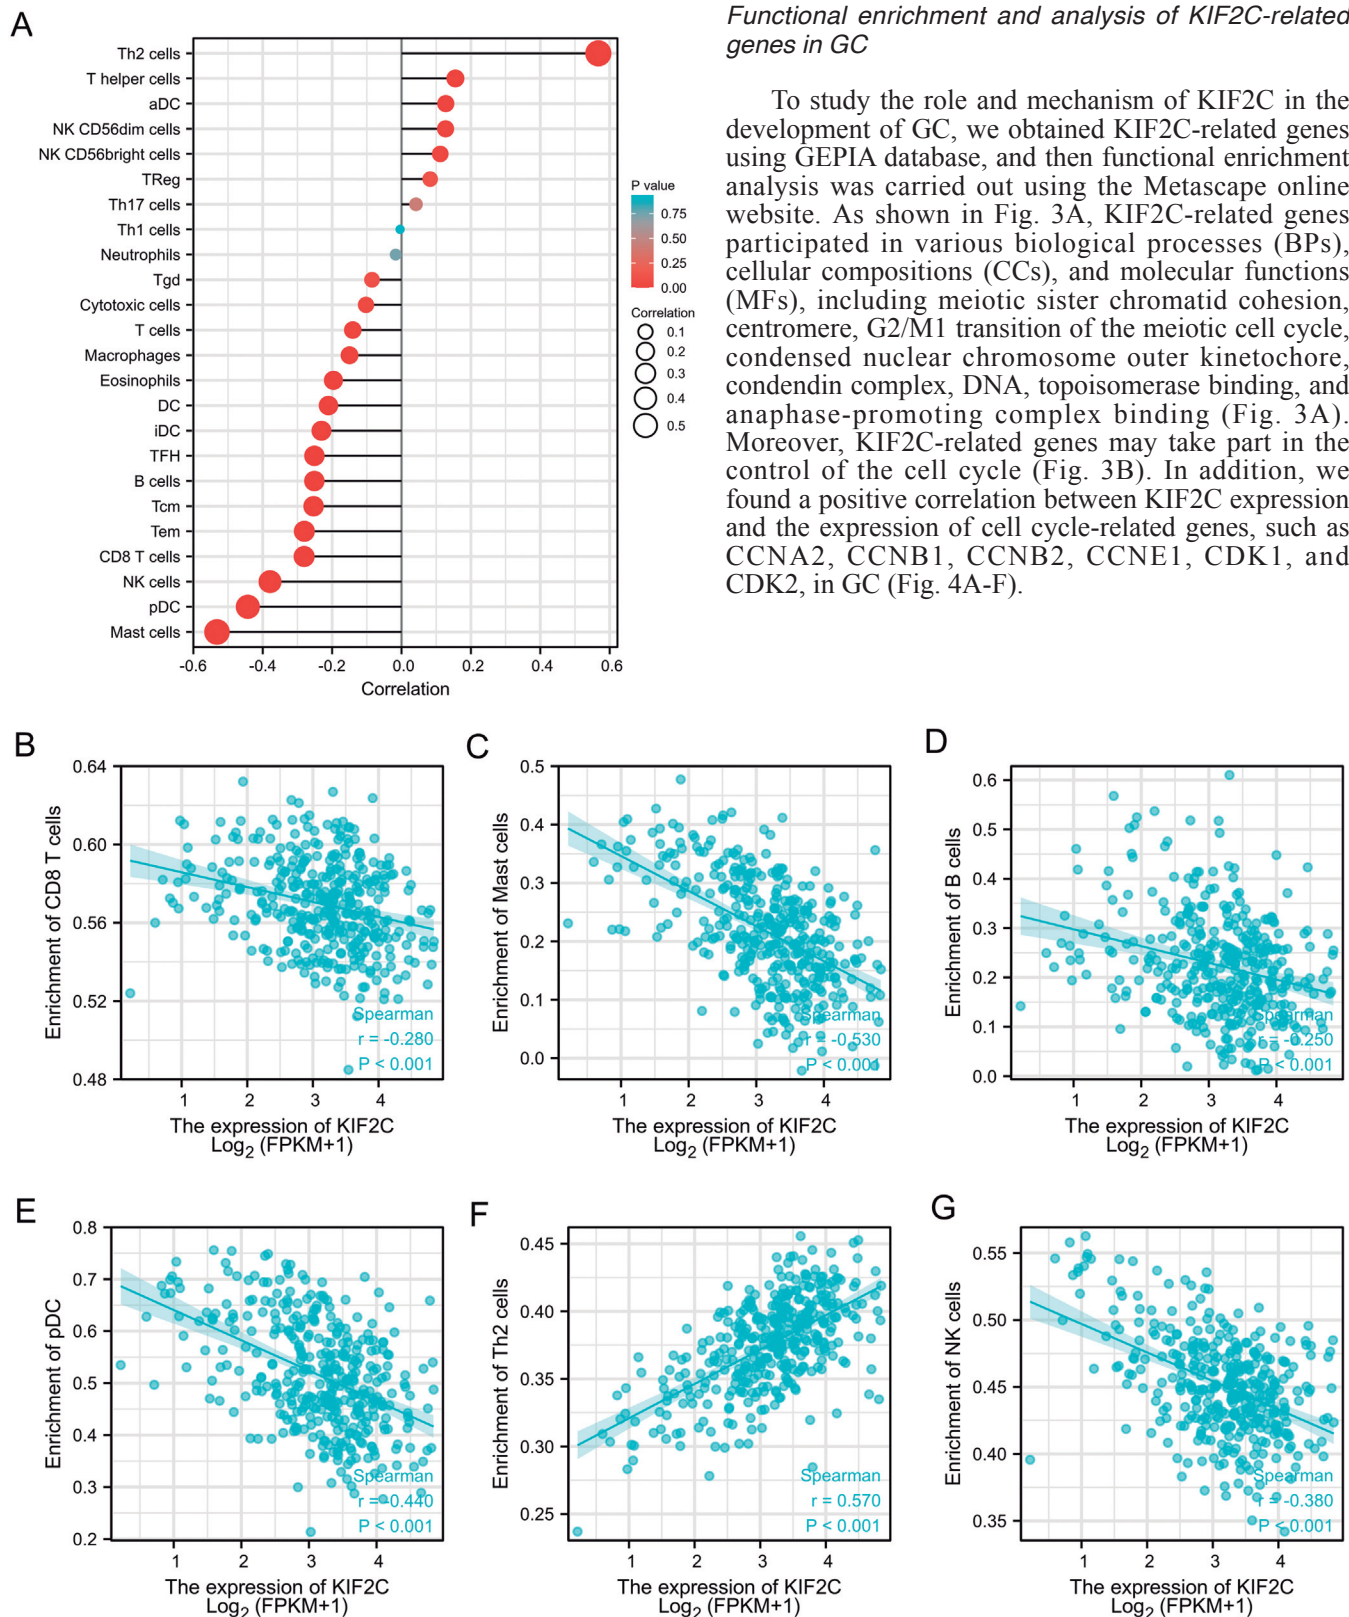 A
Th2 cells
T helper cells
aDC
NK CD56dim cells
NK CD56bright cells
TReg
Th17 cells
Th1 cells
Neutrophils
Tgd
Cytotoxic cells
T cells
Macrophages
Eosinophils
DC
iDC
TFH
B cells
Tcm
Tem
CD8 T cells
NK cells
pDC
Mast cells
-0.6 -0.4 -0.2 0.0 0.2 0.4 0.6
Correlation
P value
0.75
0.50
0.25
0.00
Correlation
0.1
0.2
0.3
0.4
0.5
Functional enrichment and analysis of KIF2C-related
genes in GC
To study the role and mechanism of KIF2C in the
development of GC, we obtained KIF2C-related genes
using GEPIA database, and then functional enrichment
analysis was carried out using the Metascape online
website. As shown in Fig. 3A, KIF2C-related genes
participated in various biological processes (BPs),
cellular compositions (CCs), and molecular functions
(MFs), including meiotic sister chromatid cohesion,
centromere, G2/M1 transition of the meiotic cell cycle,
condensed nuclear chromosome outer kinetochore,
condendin complex, DNA, topoisomerase binding, and
anaphase-promoting complex binding (Fig. 3A).
Moreover, KIF2C-related genes may take part in the
control of the cell cycle (Fig. 3B). In addition, we
found a positive correlation between KIF2C expression
and the expression of cell cycle-related genes, such as
CCNA2, CCNB1, CCNB2, CCNE1, CDK1, and
CDK2, in GC (Fig. 4A-F).
B
Enrichment of CD8 T cells
0.64
0.60
0.56
0.52
0.48
Spearman
r = -0.280
P < 0.001
1 2 3 4
The expression of KIF2C
Log2 (FPKM+1)
C
Enrichment of Mast cells
0.5
0.4
0.3
0.2
0.1
0.0
Spearman
r = -0.530
P < 0.001
1 2 3 4
The expression of KIF2C
Log2 (FPKM+1)
D
Enrichment of B cells
0.6
0.5
0.4
0.3
0.2
0.1
0.0
Spearman
r = -0.250
P < 0.001
1 2 3 4
The expression of KIF2C
Log2 (FPKM+1)
E
Enrichment of pDC
0.8
0.7
0.6
0.5
0.4
0.3
0.2
Spearman
r = -0.440
P < 0.001
1 2 3 4
The expression of KIF2C
Log2 (FPKM+1)
F
Enrichment of Th2 cells
0.45
0.40
0.35
0.30
0.25
Spearman
r = 0.570
P < 0.001
1 2 3 4
The expression of KIF2C
Log2 (FPKM+1)
G
Enrichment of NK cells
0.55
0.50
0.45
0.40
0.35
Spearman
r = -0.380
P < 0.001
1 2 3 4
The expression of KIF2C
Log2 (FPKM+1)